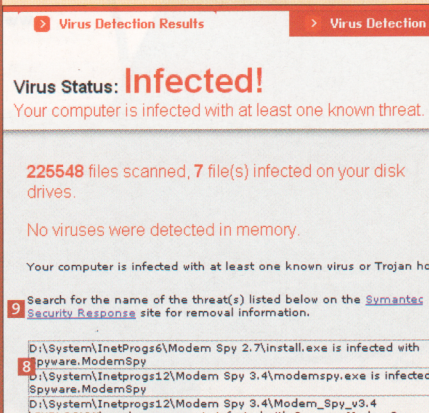 Virus Detection Results
Virus Detection
Virus Status: Infected!
Your computer is infected with at least one known threat.
225548 files scanned, 7 file(s) infected on your disk
drives.
No viruses were detected in memory.
Your computer is infected with at least one known virus or Trojan ho
9 Search for the name of the threat(s) listed below on the Symantec
Security Response site for removal information.
D:\System\InetProgs6\Modem Spy 2.7\install.exe is infected with
8 Spyware.ModemSpy
D:\System\Inetprogs12\Modem Spy 3.4\modemspy.exe is infected
Spyware.ModemSpy
D:\System\Inetprogs12\Modem Spy 3.4\Modem_Spy_v3.4